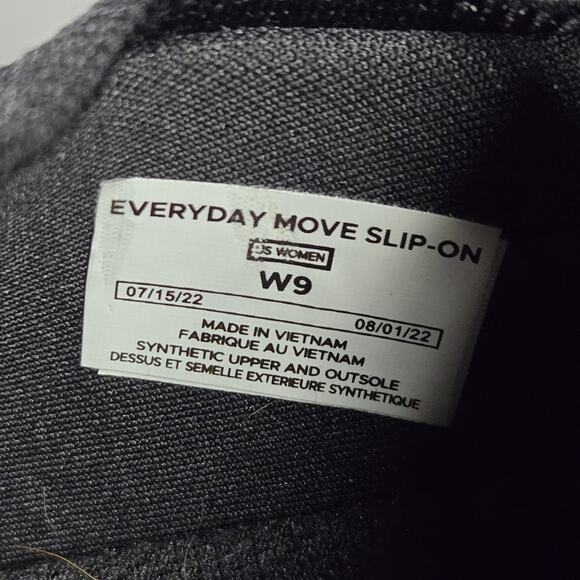 EVERYDAY MOVE SLIP-ON
US WOMEN
W9
07/15/22 08/01/22
MADE IN VIETNAM
FABRIQUE AU VIETNAM
SYNTHETIC UPPER AND OUTSOLE
DESSUS ET SEMELLE EXTERIEURE SYNTHETIQUE